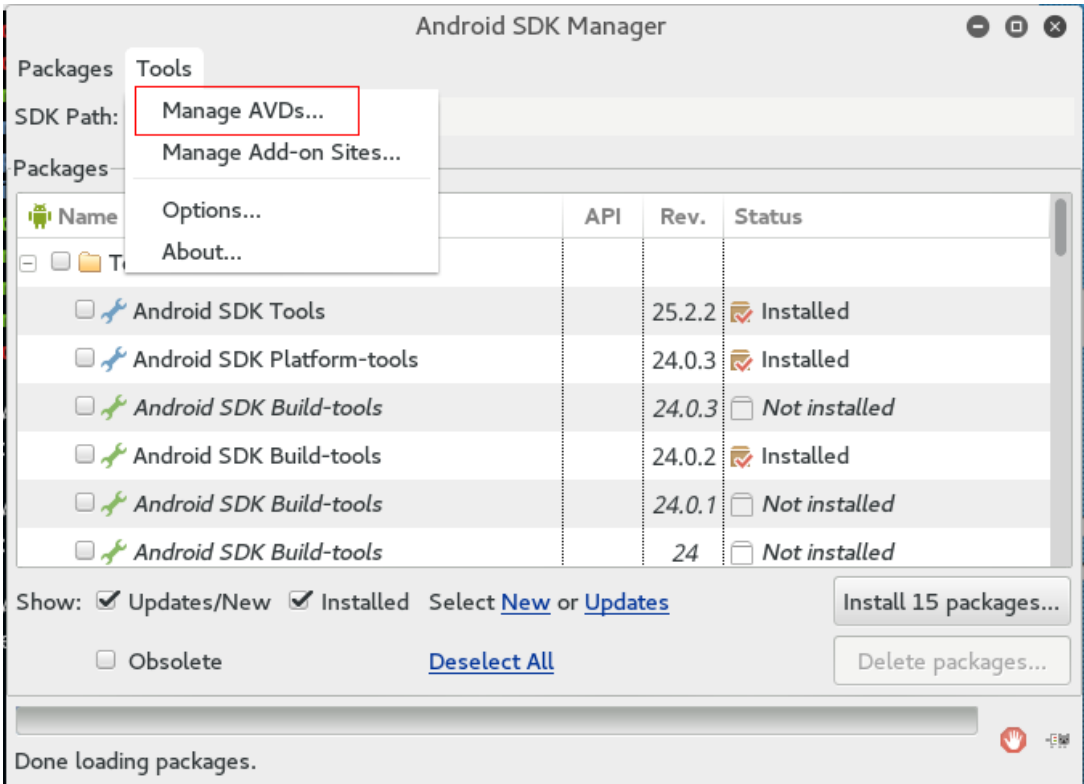 Android SDK Manager
Packages Tools
SDK Path: Manage AVDs...
Manage Add-on Sites...
Packages
Options...
Name API Rev. Status
About...
Android SDK Tools 25.2.2 Installed
Android SDK Platform-tools 24.0.3 Installed
Android SDK Build-tools 24.0.3 Not installed
Android SDK Build-tools 24.0.2 Installed
Android SDK Build-tools 24.0.1 Not installed
Android SDK Build-tools 24 Not installed
Show: Updates/New Installed Select New or Updates Install 15 packages...
Obsolete Deselect All Delete packages...
Done loading packages.